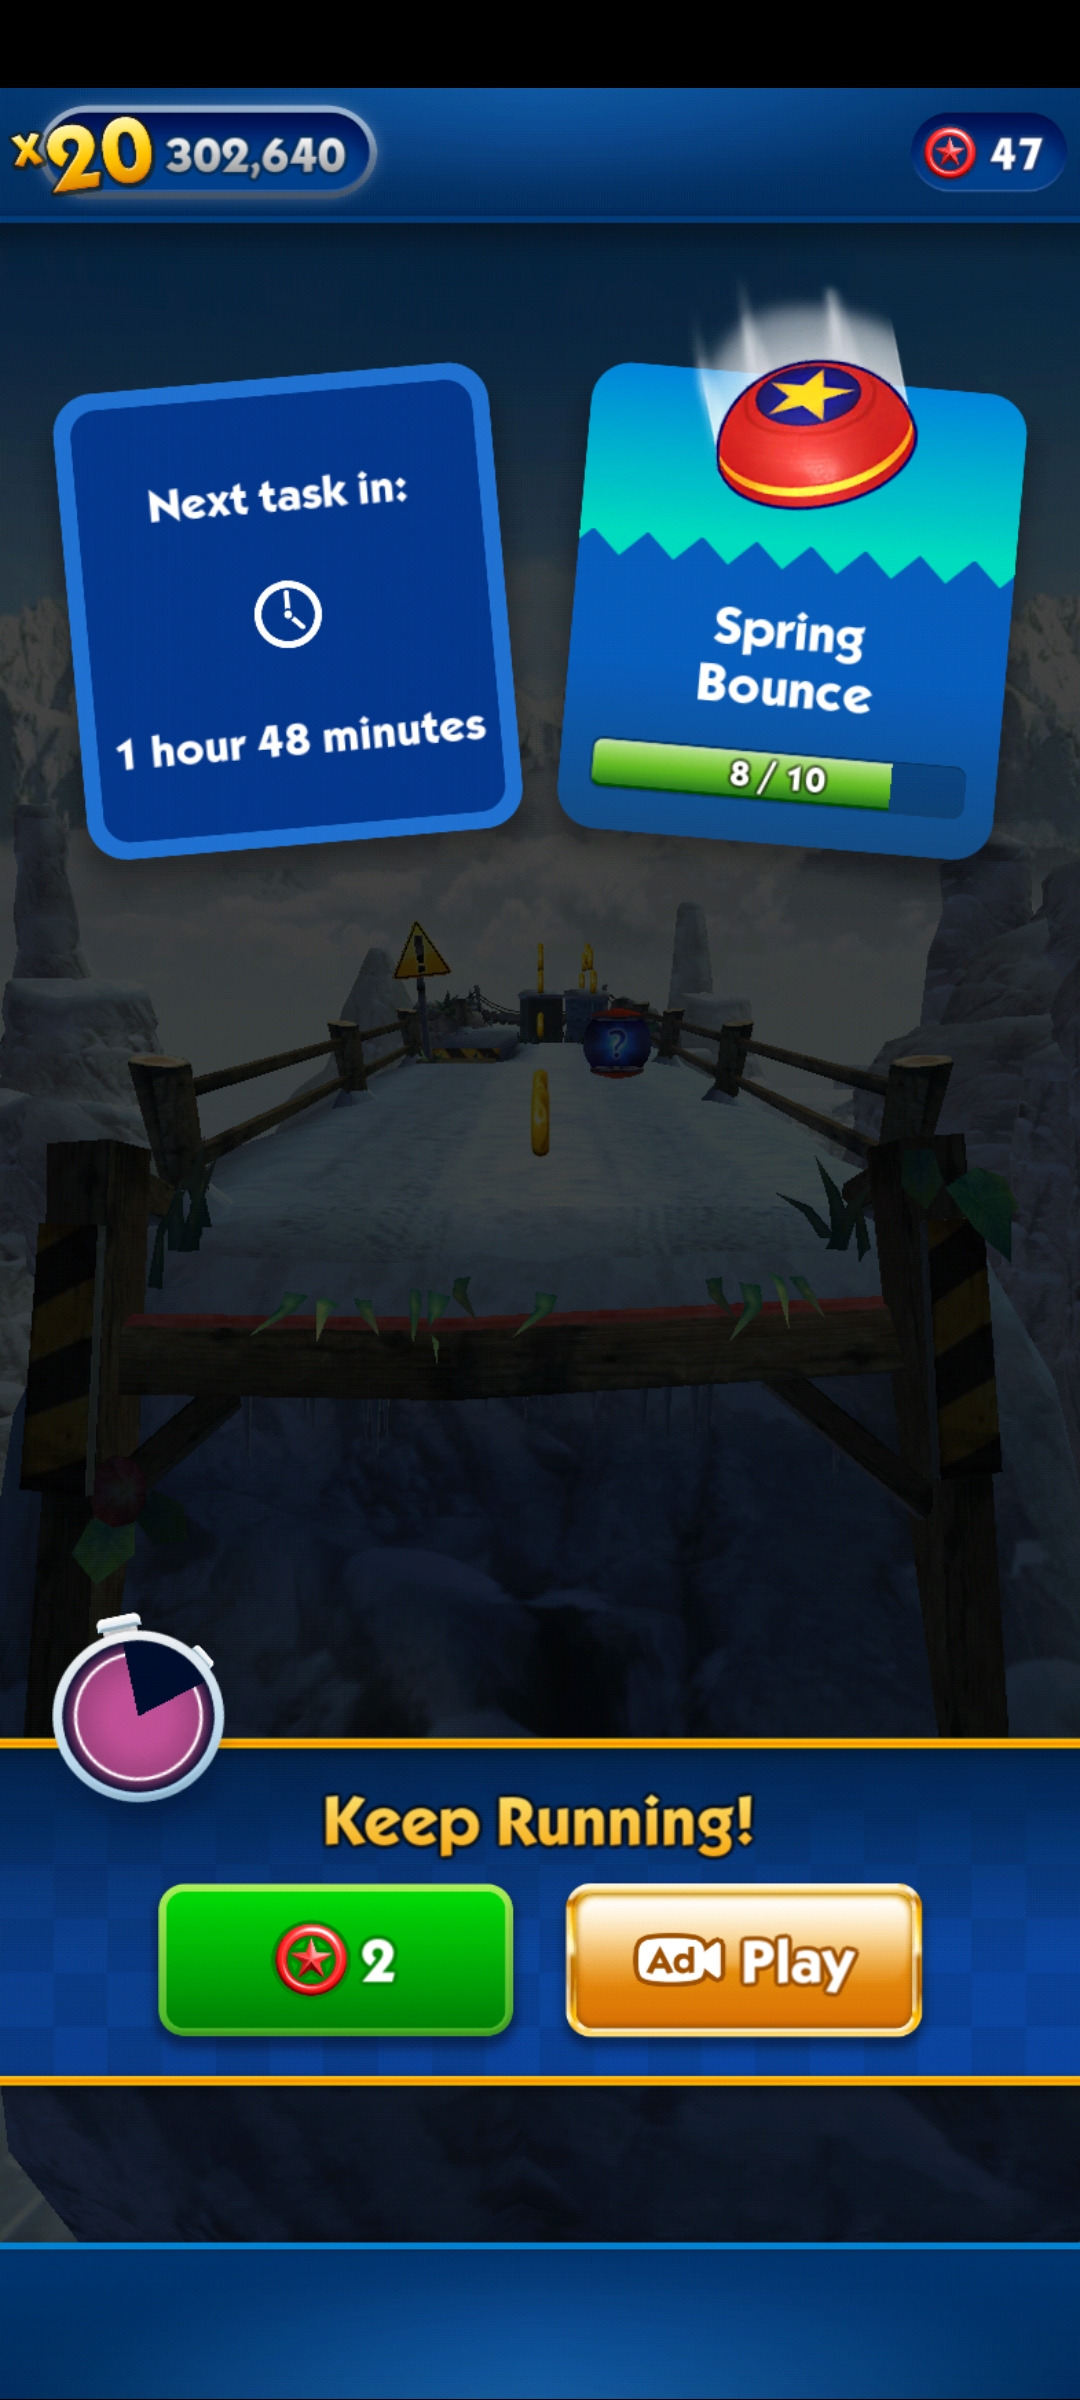 x20 302,640
47
Next task in:
1 hour 48 minutes
Spring
Bounce
8 / 10
?
Keep Running!
2
Ad Play